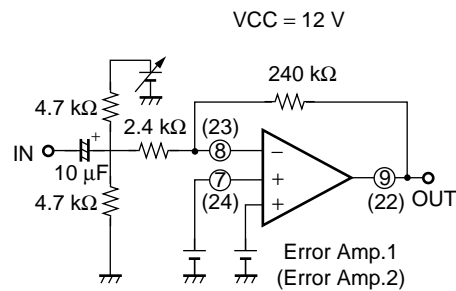 VCC = 12 V
240 kΩ
4.7 kΩ
2.4 kΩ
(23)
IN
+
8
−
10 µF
7
+
9
OUT
4.7 kΩ
(24)
+
(22)
Error Amp.1
(Error Amp.2)